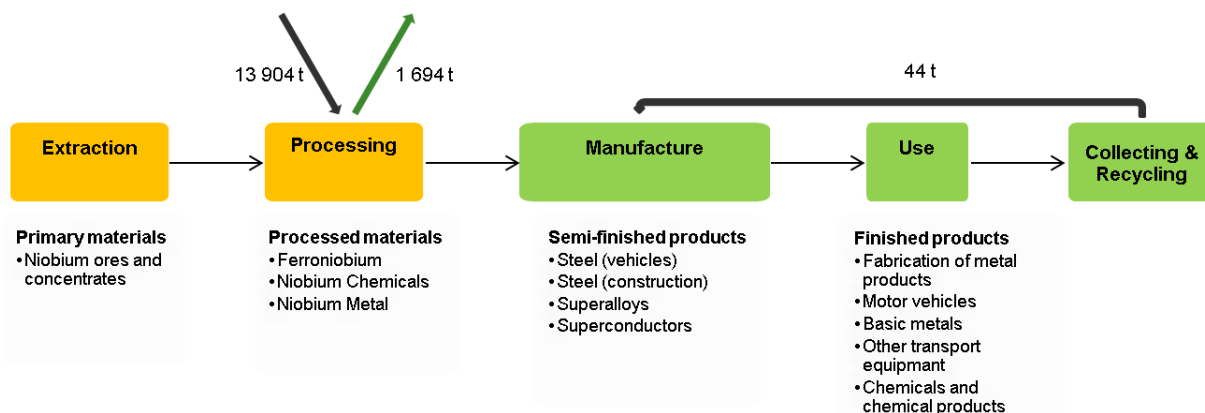 13 904 t
1 694 t
44 t
Extraction
Processing
Manufacture
Use
Collecting &
Recycling
Primary materials
•Niobium ores and
concentrates
Processed materials
•Ferroniobium
•Niobium Chemicals
•Niobium Metal
Semi-finished products
•Steel (vehicles)
•Steel (construction)
•Superalloys
•Superconductors
Finished products
•Fabrication of metal
products
•Motor vehicles
•Basic metals
•Other transport
equipmant
•Chemicals and
chemical products